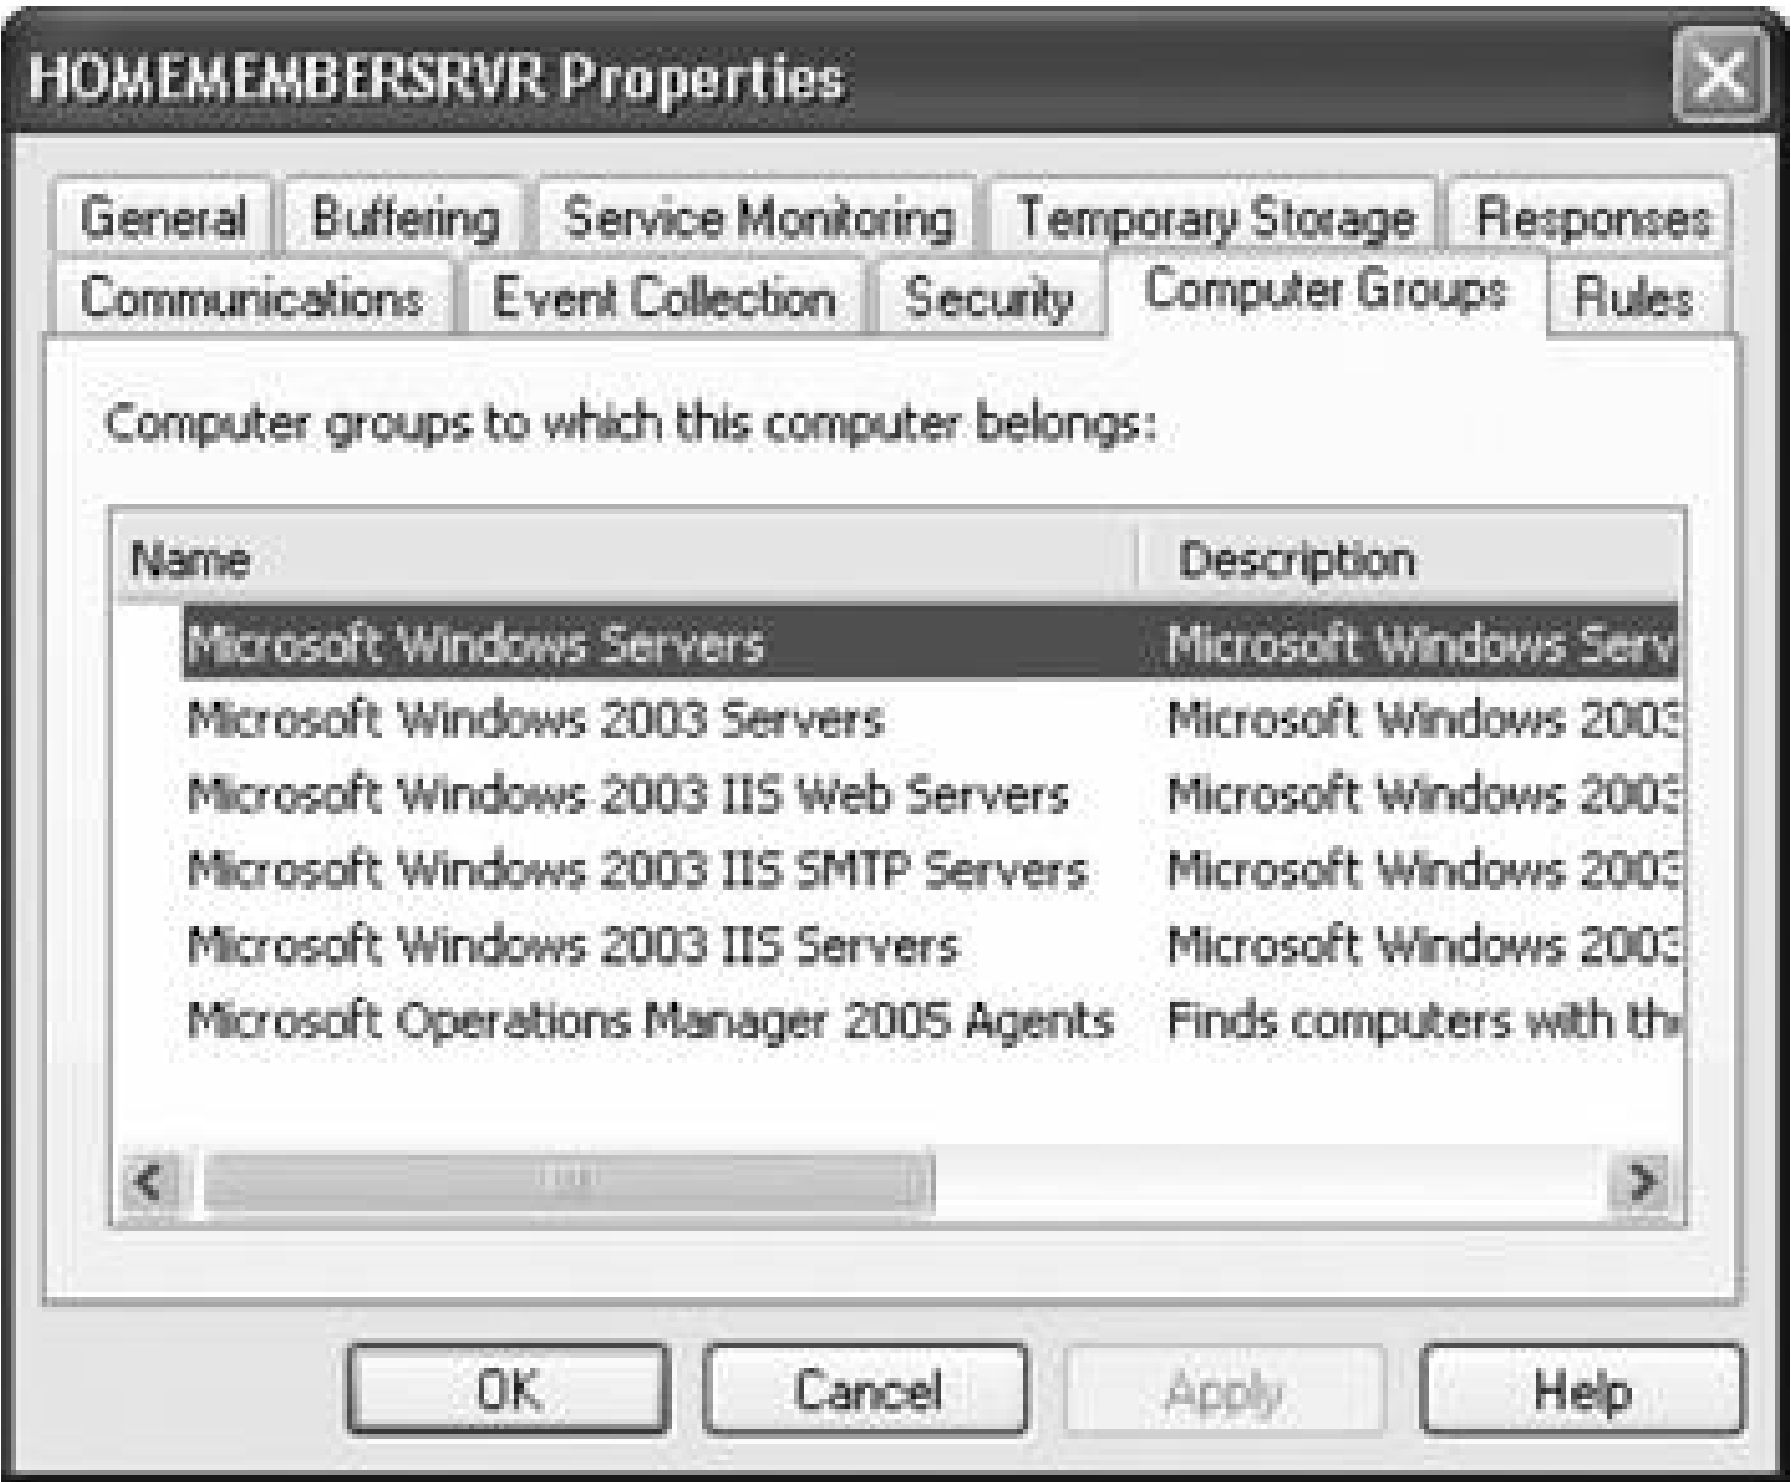 HOMEMEMBERSRVR Properties
General Buffering Service Monitoring Temporary Storage Responses
Communications Event Collection Security Computer Groups Rules
Computer groups to which this computer belongs:
Name Description
Microsoft Windows Servers Microsoft Windows Serv
Microsoft Windows 2003 Servers Microsoft Windows 2003
Microsoft Windows 2003 IIS Web Servers Microsoft Windows 2003
Microsoft Windows 2003 IIS SMTP Servers Microsoft Windows 2003
Microsoft Windows 2003 IIS Servers Microsoft Windows 2003
Microsoft Operations Manager 2005 Agents Finds computers with the
OK Cancel Apply Help